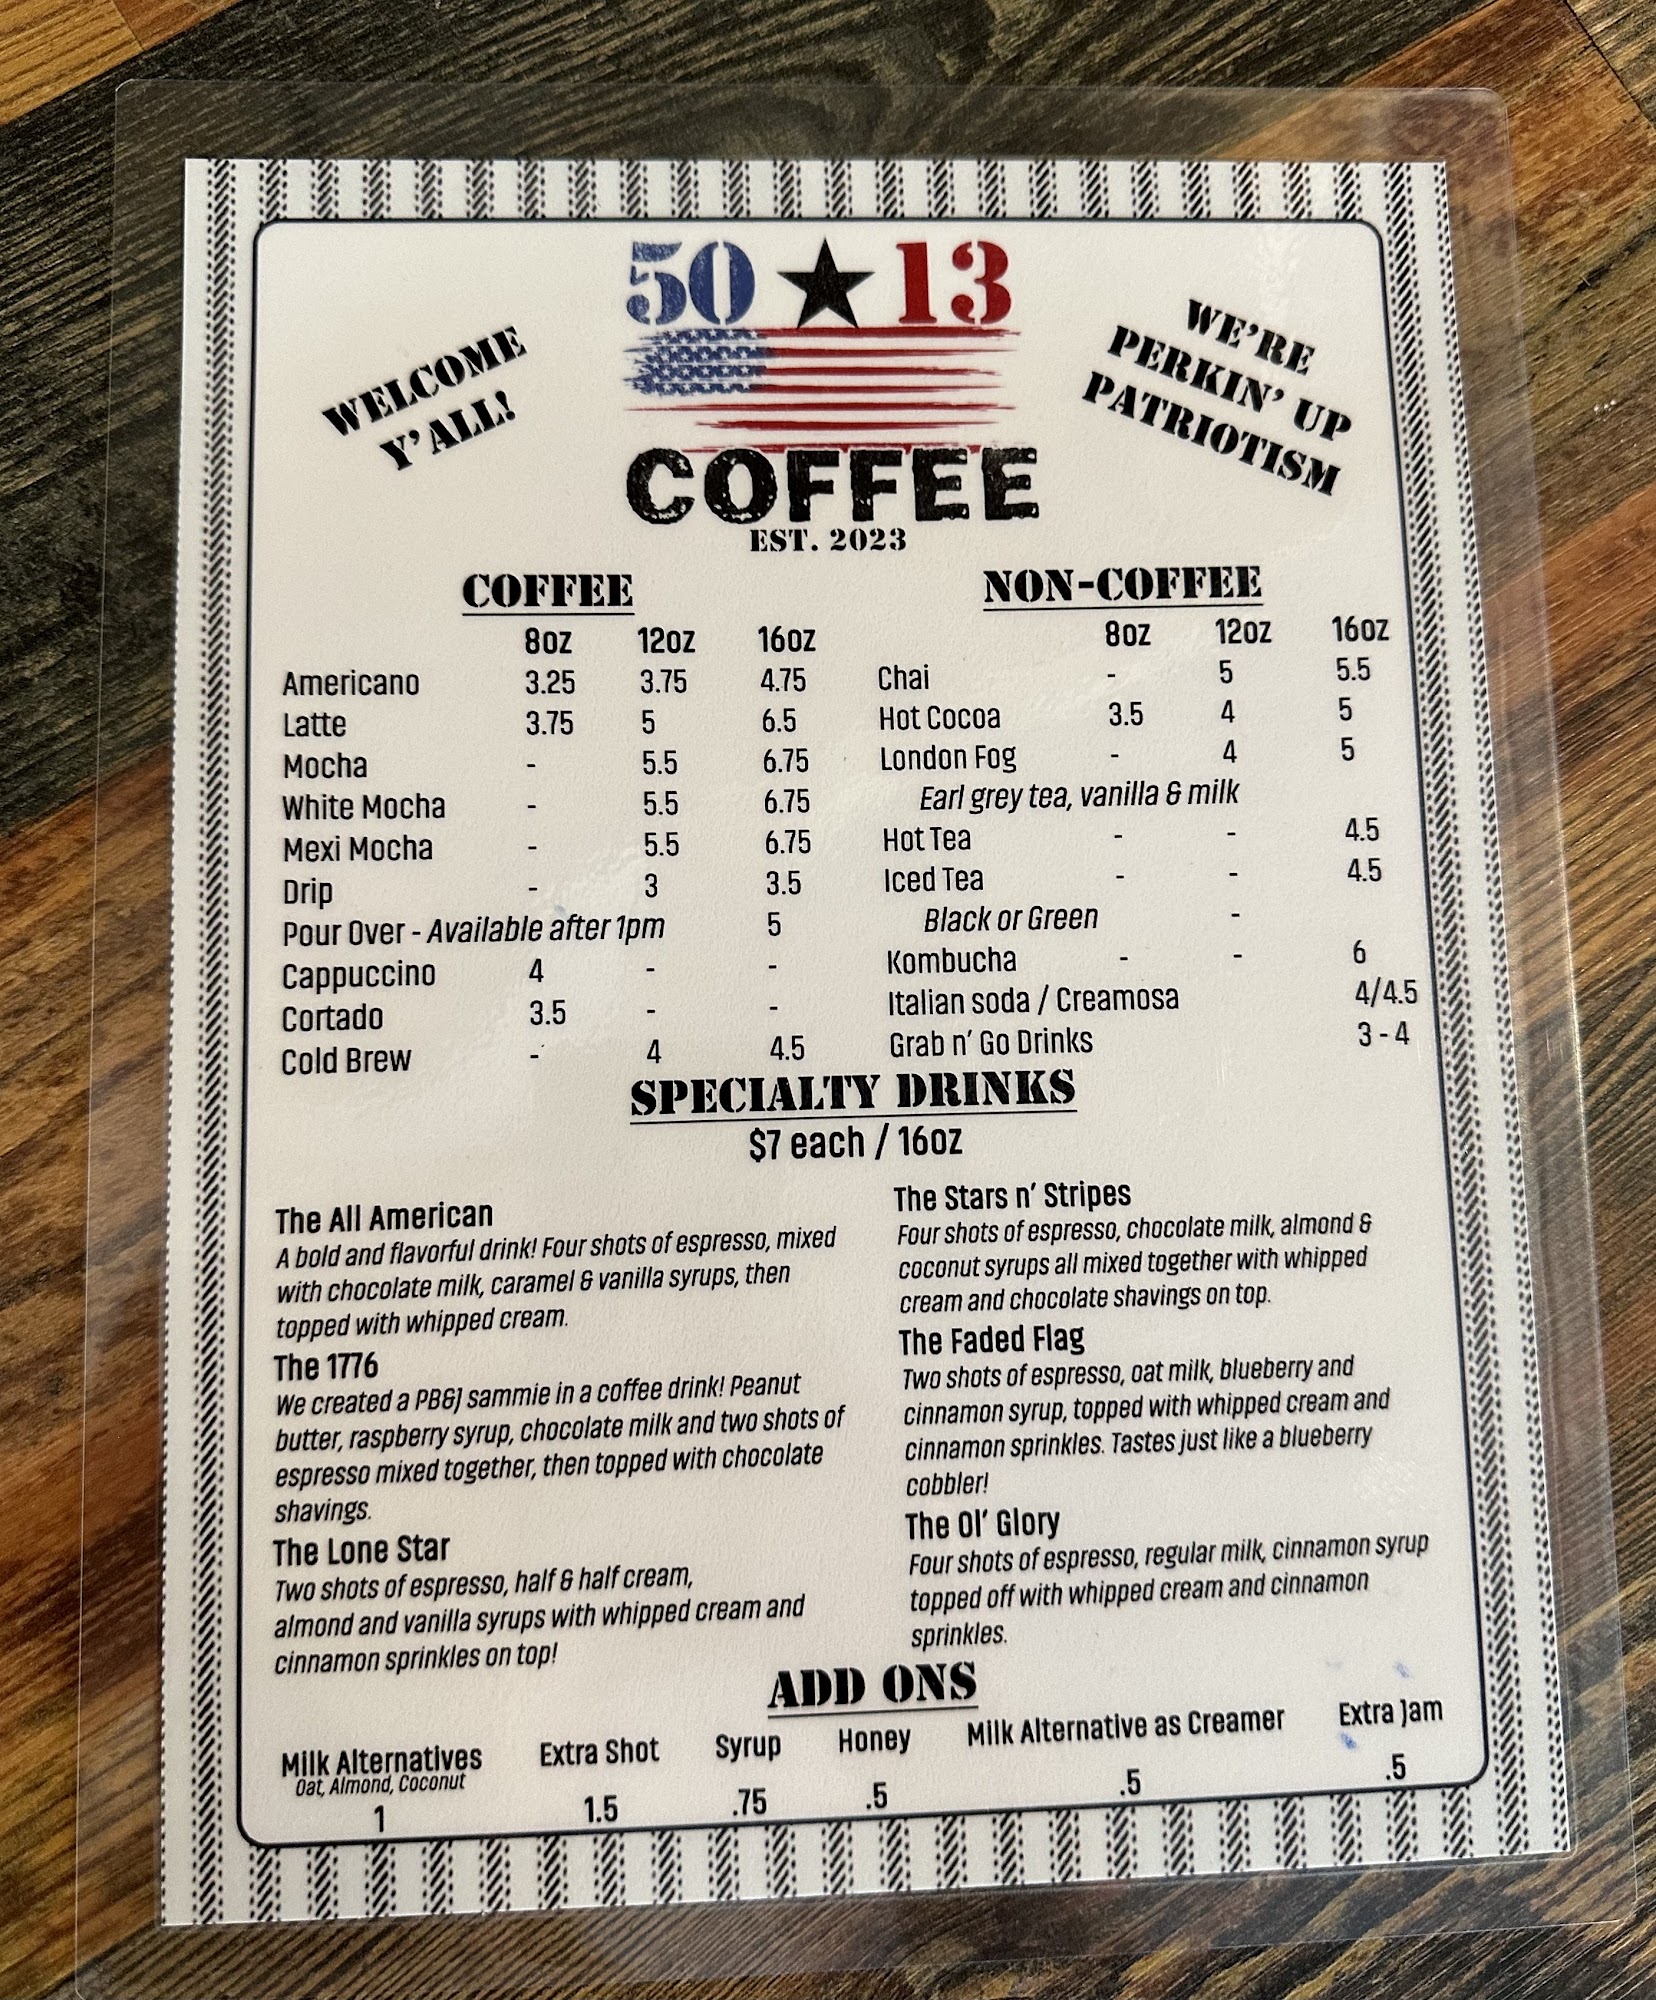 WELCOME
Y'ALL!
50 ★ 13
COFFEE
EST. 2023
WE'RE
PERKIN' UP
PATRIOTISM
COFFEE
8oz 12oz 16oz
Americano 3.25 3.75 4.75
Latte 3.75 5 6.5
Mocha - 5.5 6.75
White Mocha - 5.5 6.75
Mexi Mocha - 5.5 6.75
Drip - 3 3.5
Pour Over - Available after 1pm 5
Cappuccino 4 - -
Cortado 3.5 - -
Cold Brew - 4 4.5
NON-COFFEE
8oz 12oz 16oz
Chai - 5 5.5
Hot Cocoa 3.5 4 5
London Fog - 4 5
Earl grey tea, vanilla & milk
Hot Tea - - 4.5
Iced Tea - - 4.5
Black or Green -
Kombucha - - 6
Italian soda / Creamosa 4/4.5
Grab n' Go Drinks 3 - 4
SPECIALTY DRINKS
$7 each / 16oz
The All American
A bold and flavorful drink! Four shots of espresso, mixed
with chocolate milk, caramel & vanilla syrups, then
topped with whipped cream.
The 1776
We created a PB&J sammie in a coffee drink! Peanut
butter, raspberry syrup, chocolate milk and two shots of
espresso mixed together, then topped with chocolate
shavings.
The Lone Star
Two shots of espresso, half & half cream,
almond and vanilla syrups with whipped cream and
cinnamon sprinkles on top!
The Stars n' Stripes
Four shots of espresso, chocolate milk, almond &
coconut syrups all mixed together with whipped
cream and chocolate shavings on top.
The Faded Flag
Two shots of espresso, oat milk, blueberry and
cinnamon syrup, topped with whipped cream and
cinnamon sprinkles. Tastes just like a blueberry
cobbler!
The Ol' Glory
Four shots of espresso, regular milk, cinnamon syrup
topped off with whipped cream and cinnamon
sprinkles.
ADD ONS
Milk Alternatives Extra Shot Syrup Honey Milk Alternative as Creamer Extra Jam
Oat, Almond, Coconut
1 1.5 .75 .5 .5 .5